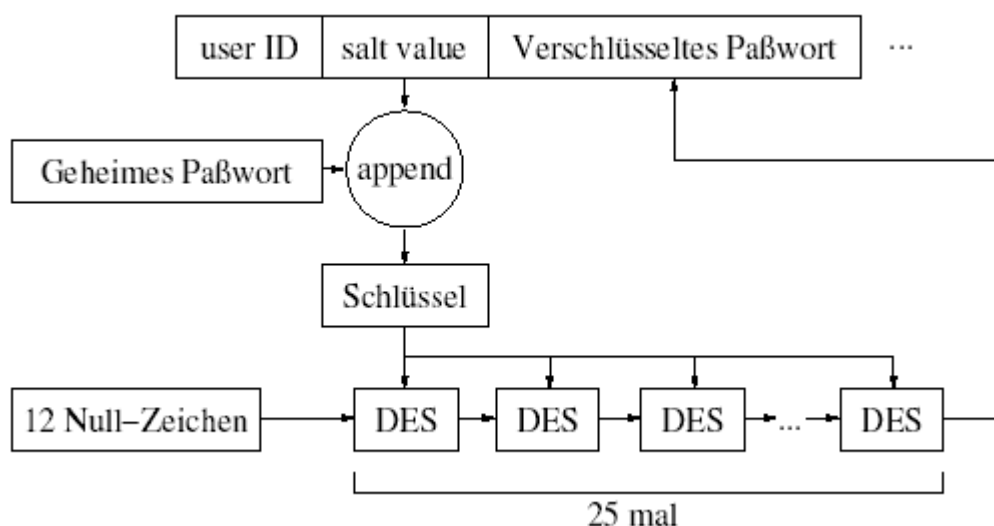 user ID salt value Verschlüsseltes Paßwort ...
Geheimes Paßwort append
Schlüssel
12 Null−Zeichen DES DES DES ... DES
25 mal